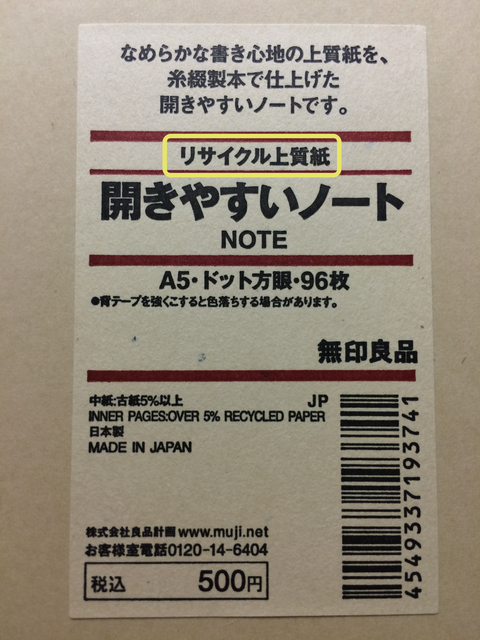 なめらかな書き心地の上質紙を、
糸綴製本で仕上げた
開きやすいノートです。
リサイクル上質紙
開きやすいノート
NOTE
A5・ドット方眼・96枚
●背テープを強くこすると色落ちする場合があります。
無印良品
中紙:古紙5%以上 JP
INNER PAGES:OVER 5% RECYCLED PAPER
日本製
MADE IN JAPAN
株式会社良品計画 www.muji.net
お客様室電話0120-14-6404
税込 500円
4549337193741